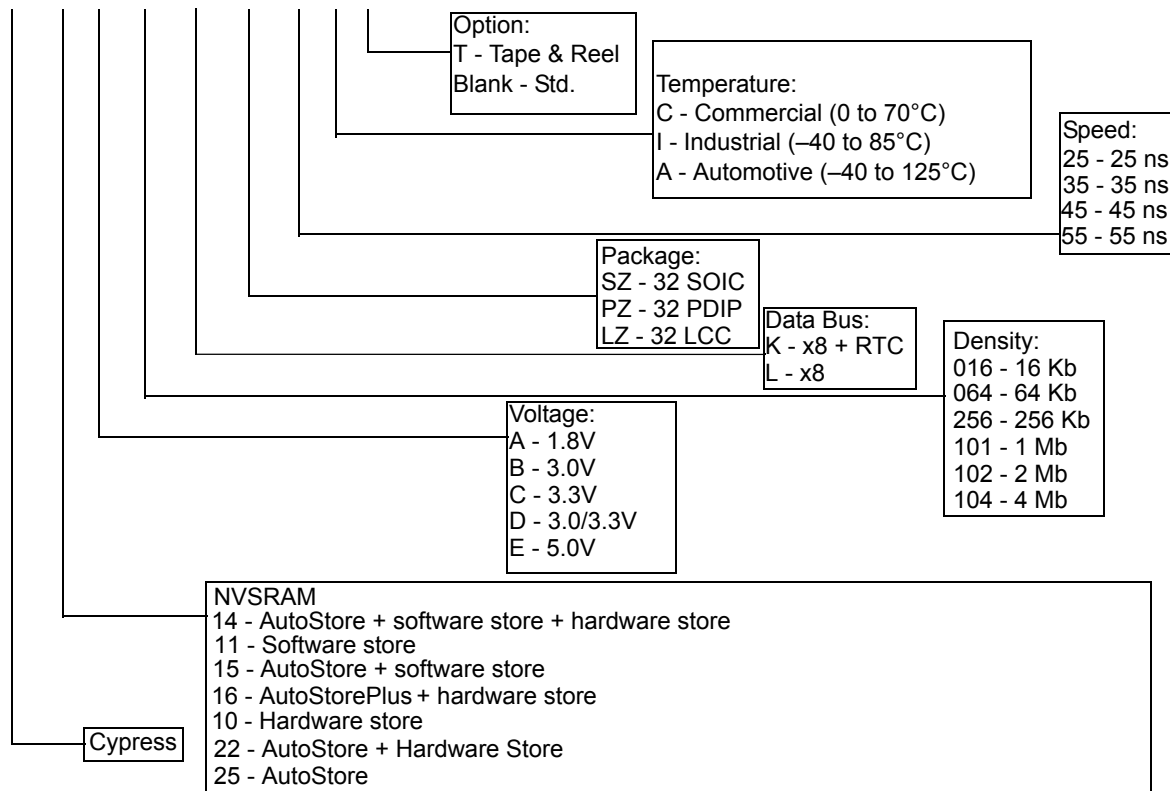 Option:
T - Tape & Reel
Blank - Std.
Temperature:
C - Commercial (0 to 70°C)
I - Industrial (–40 to 85°C)
A - Automotive (–40 to 125°C)
Speed:
25 - 25 ns
35 - 35 ns
45 - 45 ns
55 - 55 ns
Package:
SZ - 32 SOIC
PZ - 32 PDIP
LZ - 32 LCC
Data Bus:
K - x8 + RTC
L - x8
Density:
016 - 16 Kb
064 - 64 Kb
256 - 256 Kb
101 - 1 Mb
102 - 2 Mb
104 - 4 Mb
Voltage:
A - 1.8V
B - 3.0V
C - 3.3V
D - 3.0/3.3V
E - 5.0V
NVSRAM
14 - AutoStore + software store + hardware store
11 - Software store
15 - AutoStore + software store
16 - AutoStorePlus + hardware store
10 - Hardware store
22 - AutoStore + Hardware Store
25 - AutoStore
Cypress